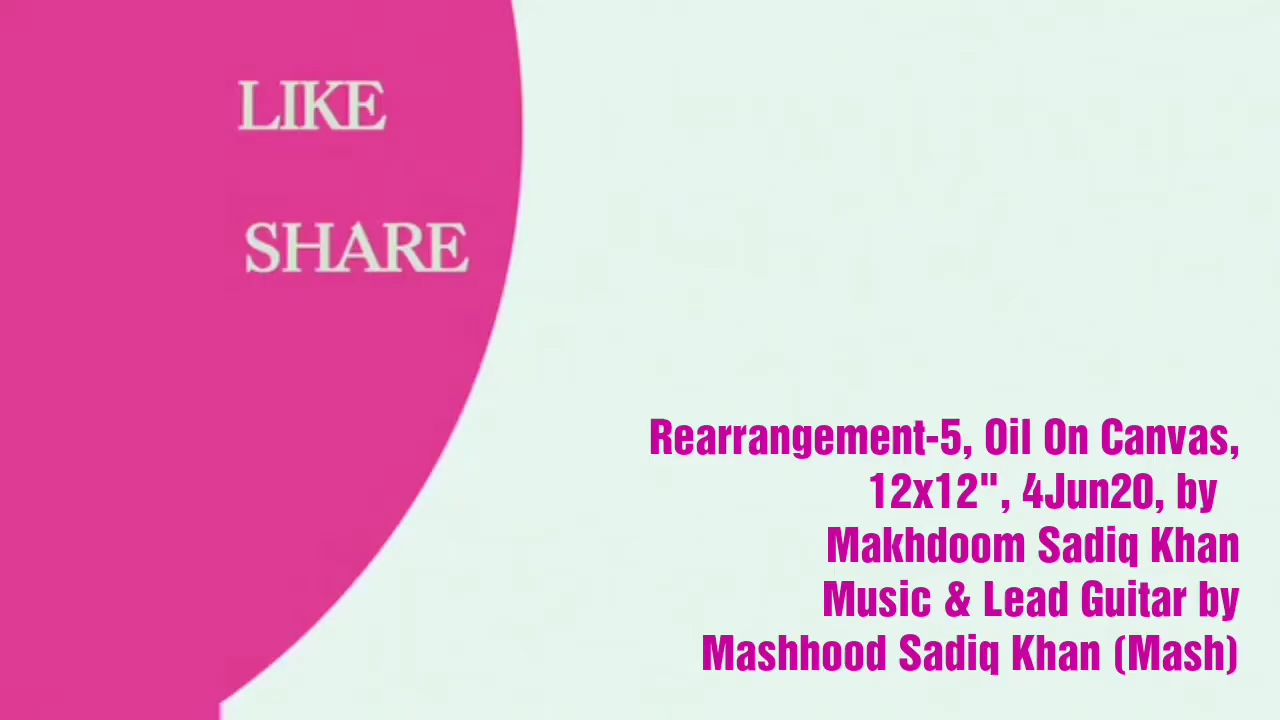 LIKE
SHARE
Rearrangement-5, Oil On Canvas,
12x12", 4Jun20, by
Makhdoom Sadiq Khan
Music & Lead Guitar by
Mashhood Sadiq Khan (Mash)